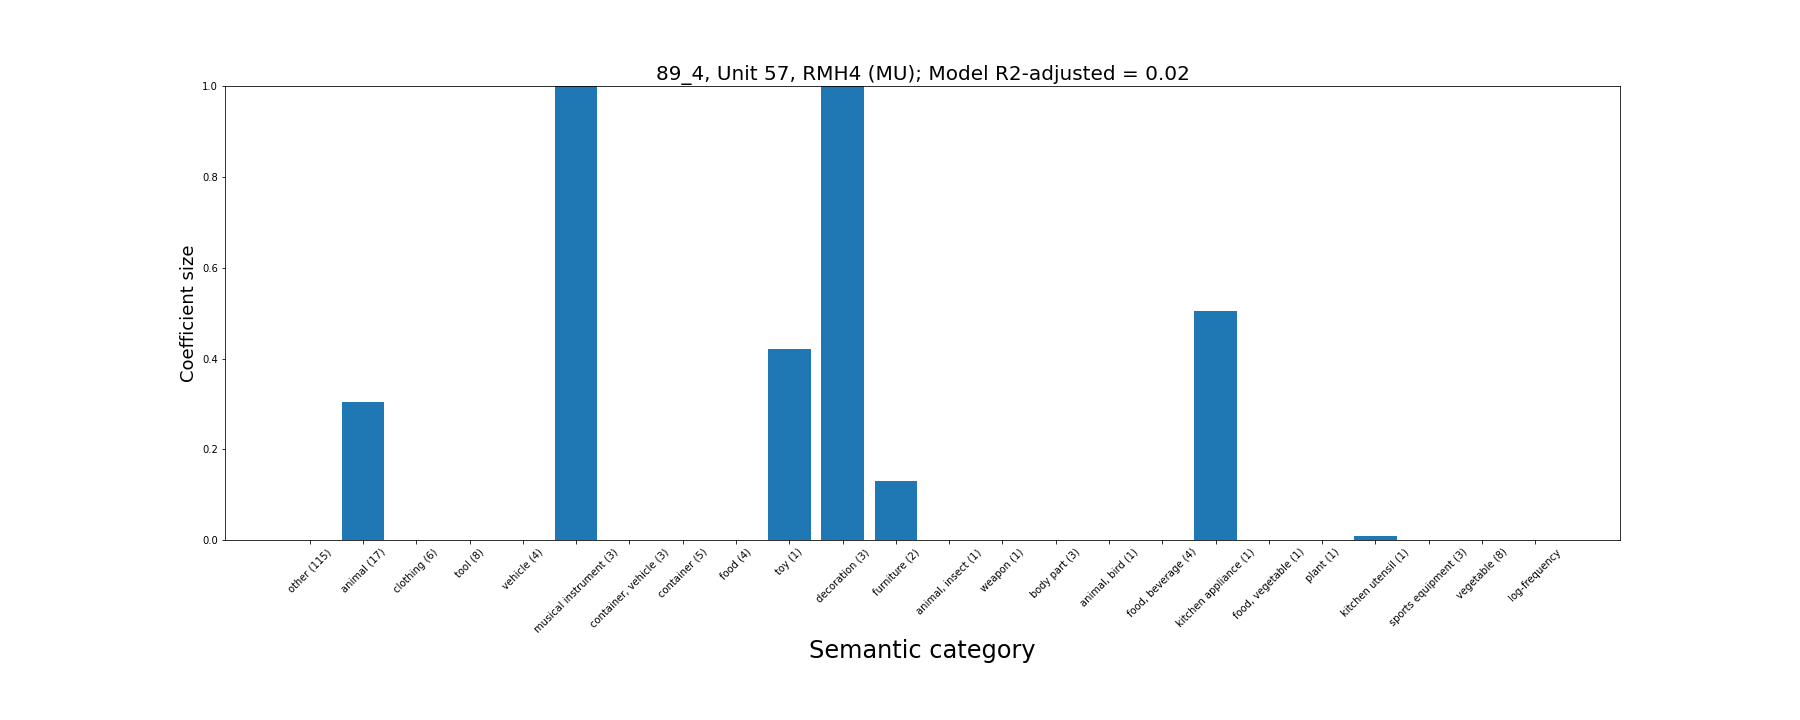 89_4, Unit 57, RMH4 (MU); Model R2-adjusted = 0.02
Coefficient size
1.0
0.8
0.6
0.4
0.2
0.0
other (115)
animal (17)
clothing (6)
tool (8)
vehicle (4)
musical instrument (3)
container, vehicle (3)
container (5)
food (4)
toy (1)
decoration (3)
furniture (2)
animal, insect (1)
weapon (1)
body part (3)
animal, bird (1)
food, beverage (4)
kitchen appliance (1)
food, vegetable (1)
plant (1)
kitchen utensil (1)
sports equipment (3)
vegetable (8)
log-frequency
Semantic category